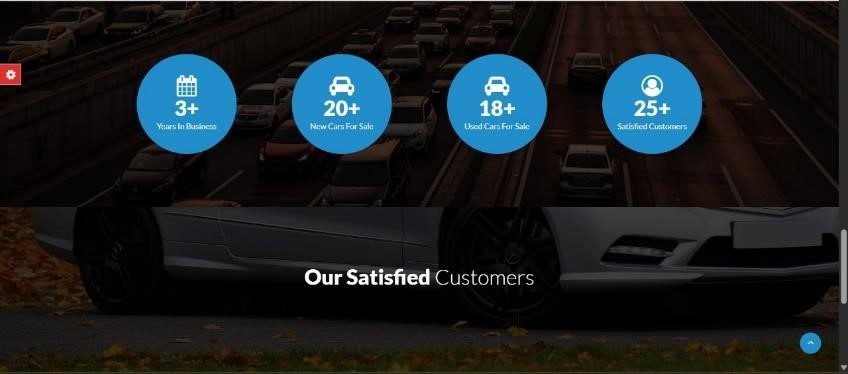 3+
Years In Business
20+
New Cars For Sale
18+
Used Cars For Sale
25+
Satisfied Customers
Our Satisfied Customers